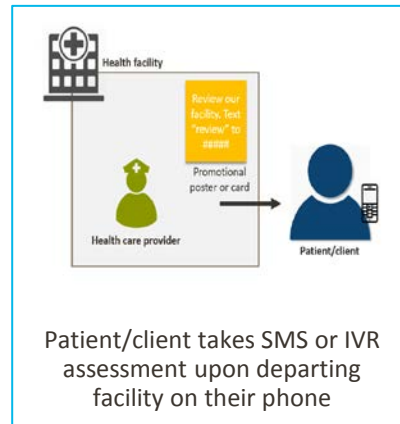 Health facility
Review our
facility. Text
"review" to
#####
Promotional
poster or card
Health care provider
Patient/client
Patient/client takes SMS or IVR
assessment upon departing
facility on their phone